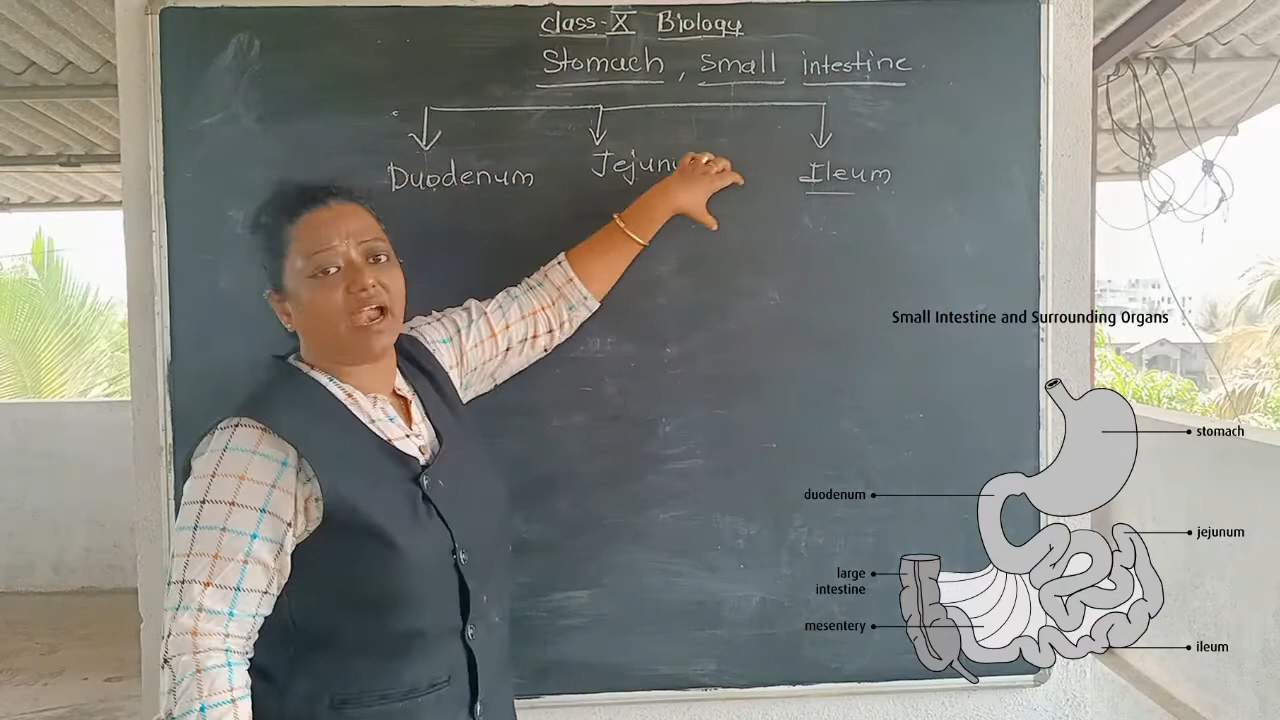 class-X Biology
Stomach, Small intestine
Duodenum Jejun Ileum
Small Intestine and Surrounding Organs
stomach
duodenum
jejunum
large
intestine
mesentery
ileum